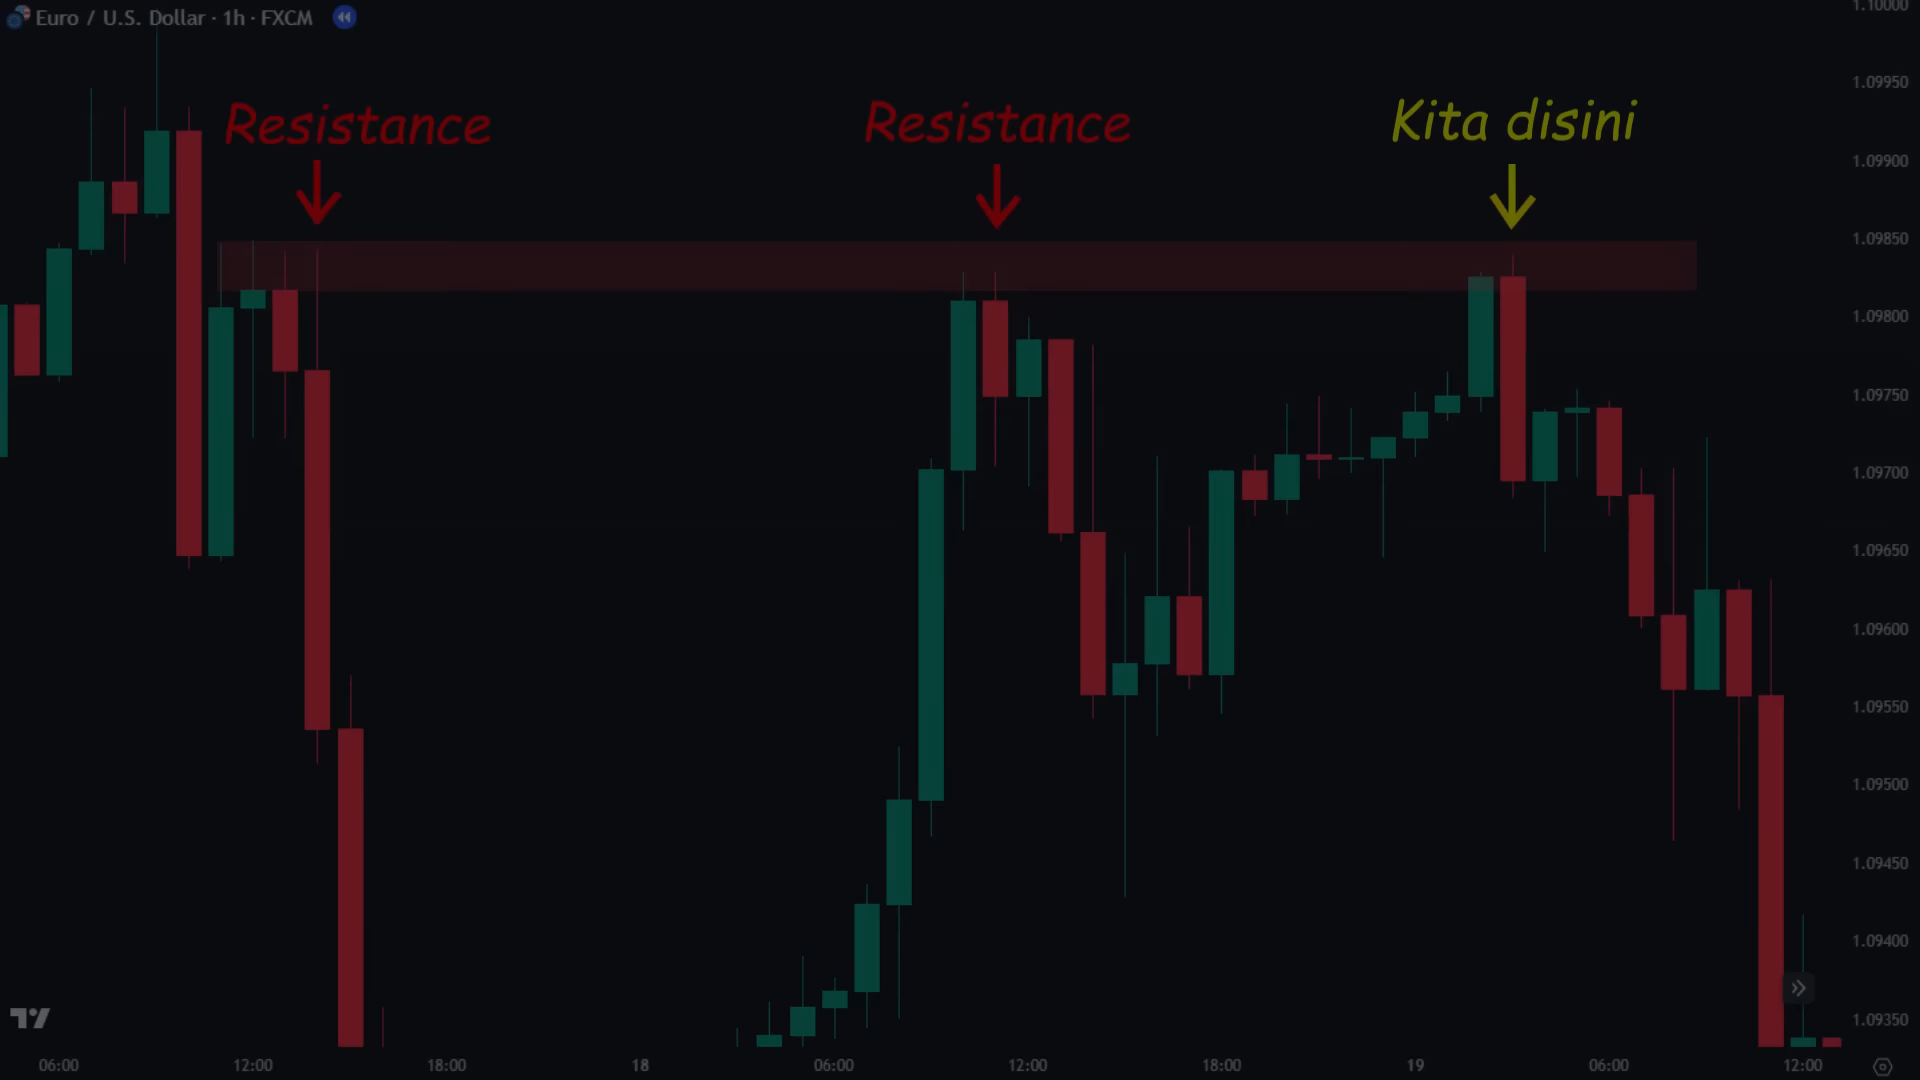 Euro / U.S. Dollar · 1h · FXCM
1.10000
1.09950
Resistance
Resistance
Kita disini
1.09900
1.09850
1.09800
1.09750
1.09700
1.09650
1.09600
1.09550
1.09500
1.09450
1.09400
1.09350
06:00 12:00 18:00 18 06:00 12:00 18:00 19 06:00 12:00